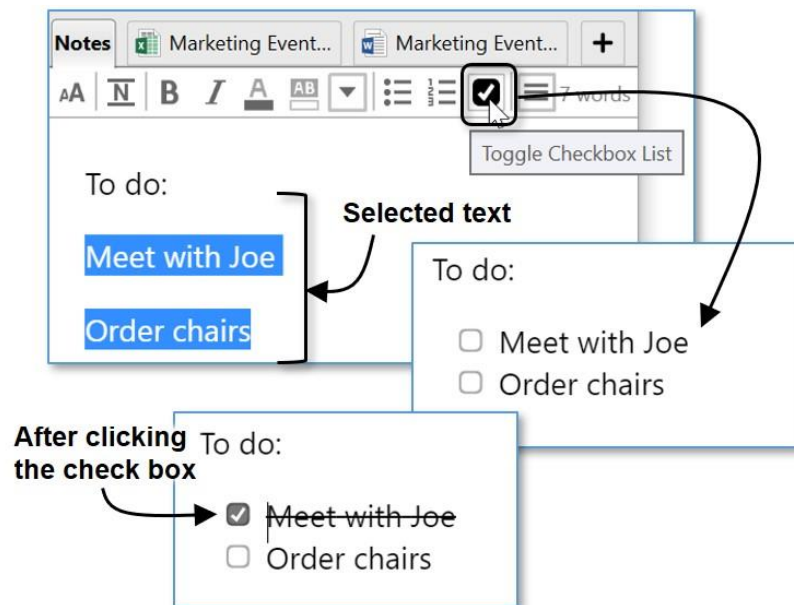 Notes Marketing Event... Marketing Event... +
AA N B I A AB 7 words
Toggle Checkbox List
To do:
Selected text
Meet with Joe
Order chairs
To do:
Meet with Joe
Order chairs
After clicking
the check box
To do:
Meet with Joe
Order chairs